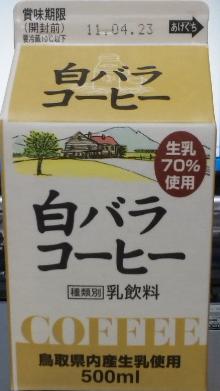 賞味期限
(開封前)
要冷蔵10℃以下
11.04.23
あけぐち
白バラ
コーヒー
生乳
70%
使用
白バラ
コーヒー
種類別 乳飲料
COFFEE
鳥取県内産生乳使用
500ml